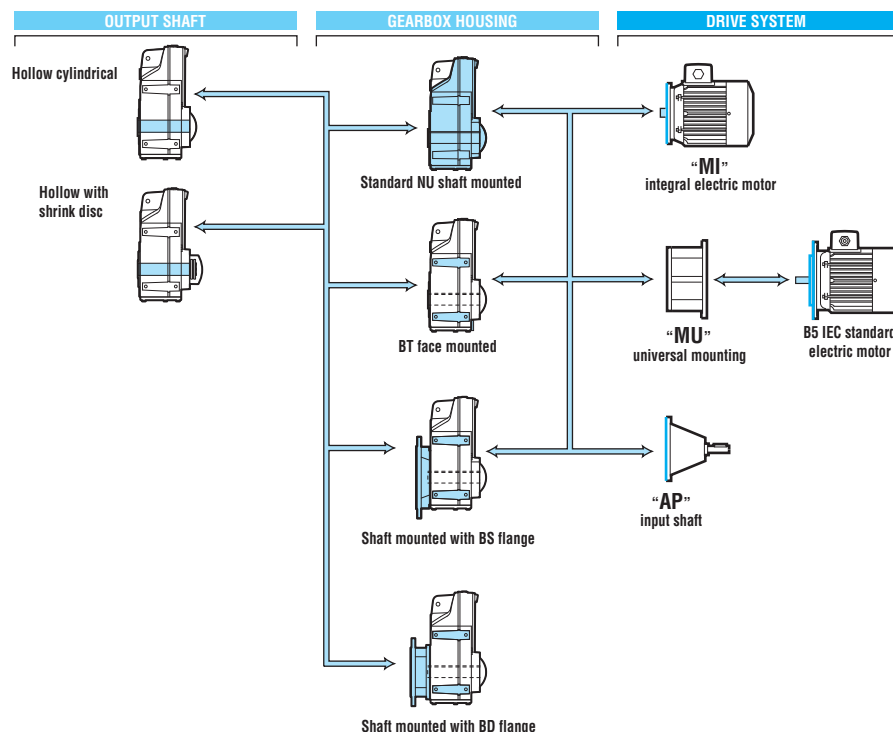 OUTPUT SHAFT
GEARBOX HOUSING
DRIVE SYSTEM
Hollow cylindrical
Hollow with
shrink disc
Standard NU shaft mounted
BT face mounted
Shaft mounted with BS flange
Shaft mounted with BD flange
“MI”
integral electric motor
“MU”
universal mounting
B5 IEC standard
electric motor
“AP”
input shaft